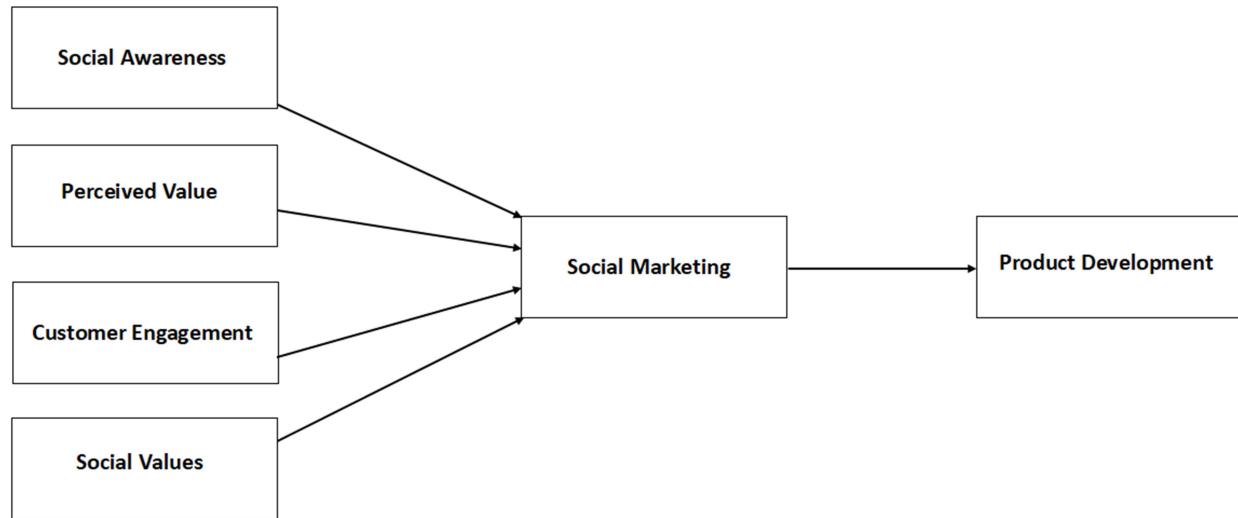 Social Awareness
Perceived Value
Customer Engagement
Social Values
Social Marketing
Product Development